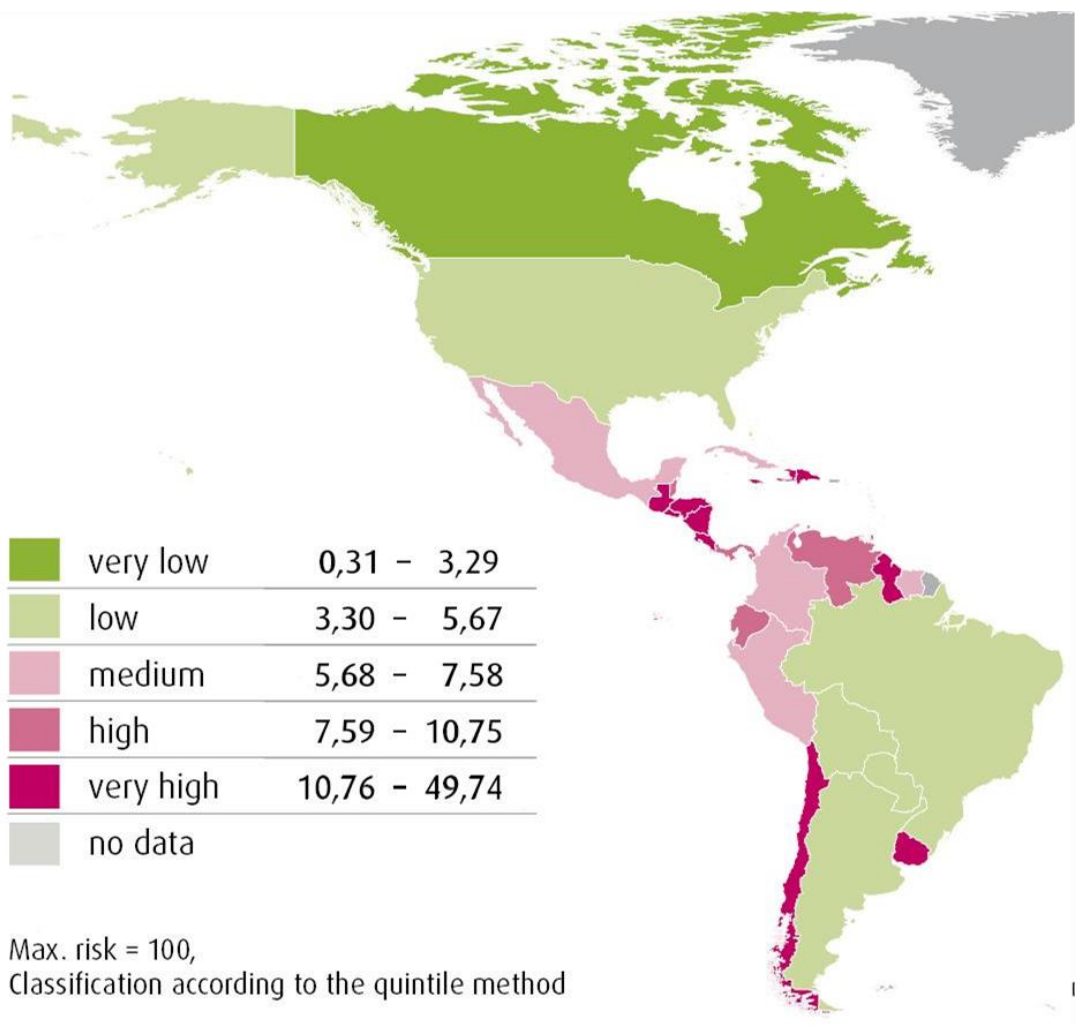 very low 0,31 – 3,29
low 3,30 – 5,67
medium 5,68 – 7,58
high 7,59 – 10,75
very high 10,76 – 49,74
no data
Max. risk = 100,
Classification according to the quintile method